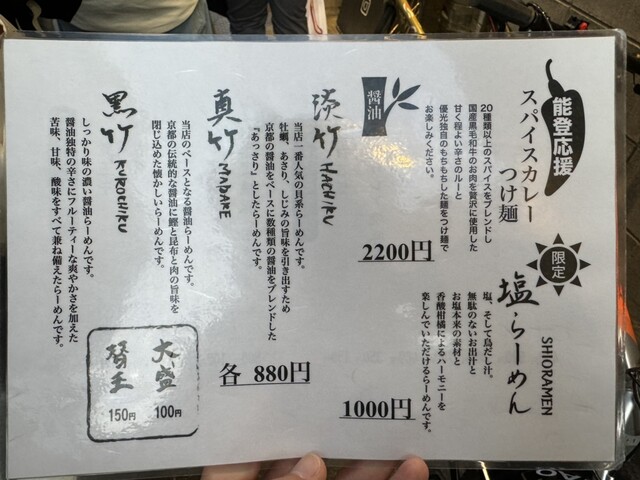 能登応援
スパイスカレー
つけ麺
20種類以上のスパイスをブレンドし
国産黒毛和牛のお肉を贅沢に使用した
甘く程よい辛さのルーと
優光独自のもちもちした麺をつけ麺で
お楽しみください。
2200円
限定
塩らーめん
SHIORAMEN
塩、そして鳥だし汁。
無駄のないお出汁と
お塩本来の素材と
香酸柑橘によるハーモニーを
楽しんでいただけるらーめんです。
1000円
醤油
淡竹
HACHIKU
当店一番人気の貝系らーめんです。
牡蠣、あさり、しじみの旨味を引き出すため
京都の醤油をベースに数種類の醤油をブレンドした
『あっさり』としたらーめんです。
真竹
MADAKE
当店のベースとなる醤油らーめんです。
京都の伝統的な醤油に鰹と昆布と肉の旨味を
閉じ込めた懐かしいらーめんです。
黒竹
KUROCHIKU
しっかり味の濃い醤油らーめんです。
醤油独特の辛さにフルーティーな爽やかさを加えた
苦味、甘味、酸味をすべて兼ね備えたらーめんです。
各 880円
大盛
100円
替玉
150円